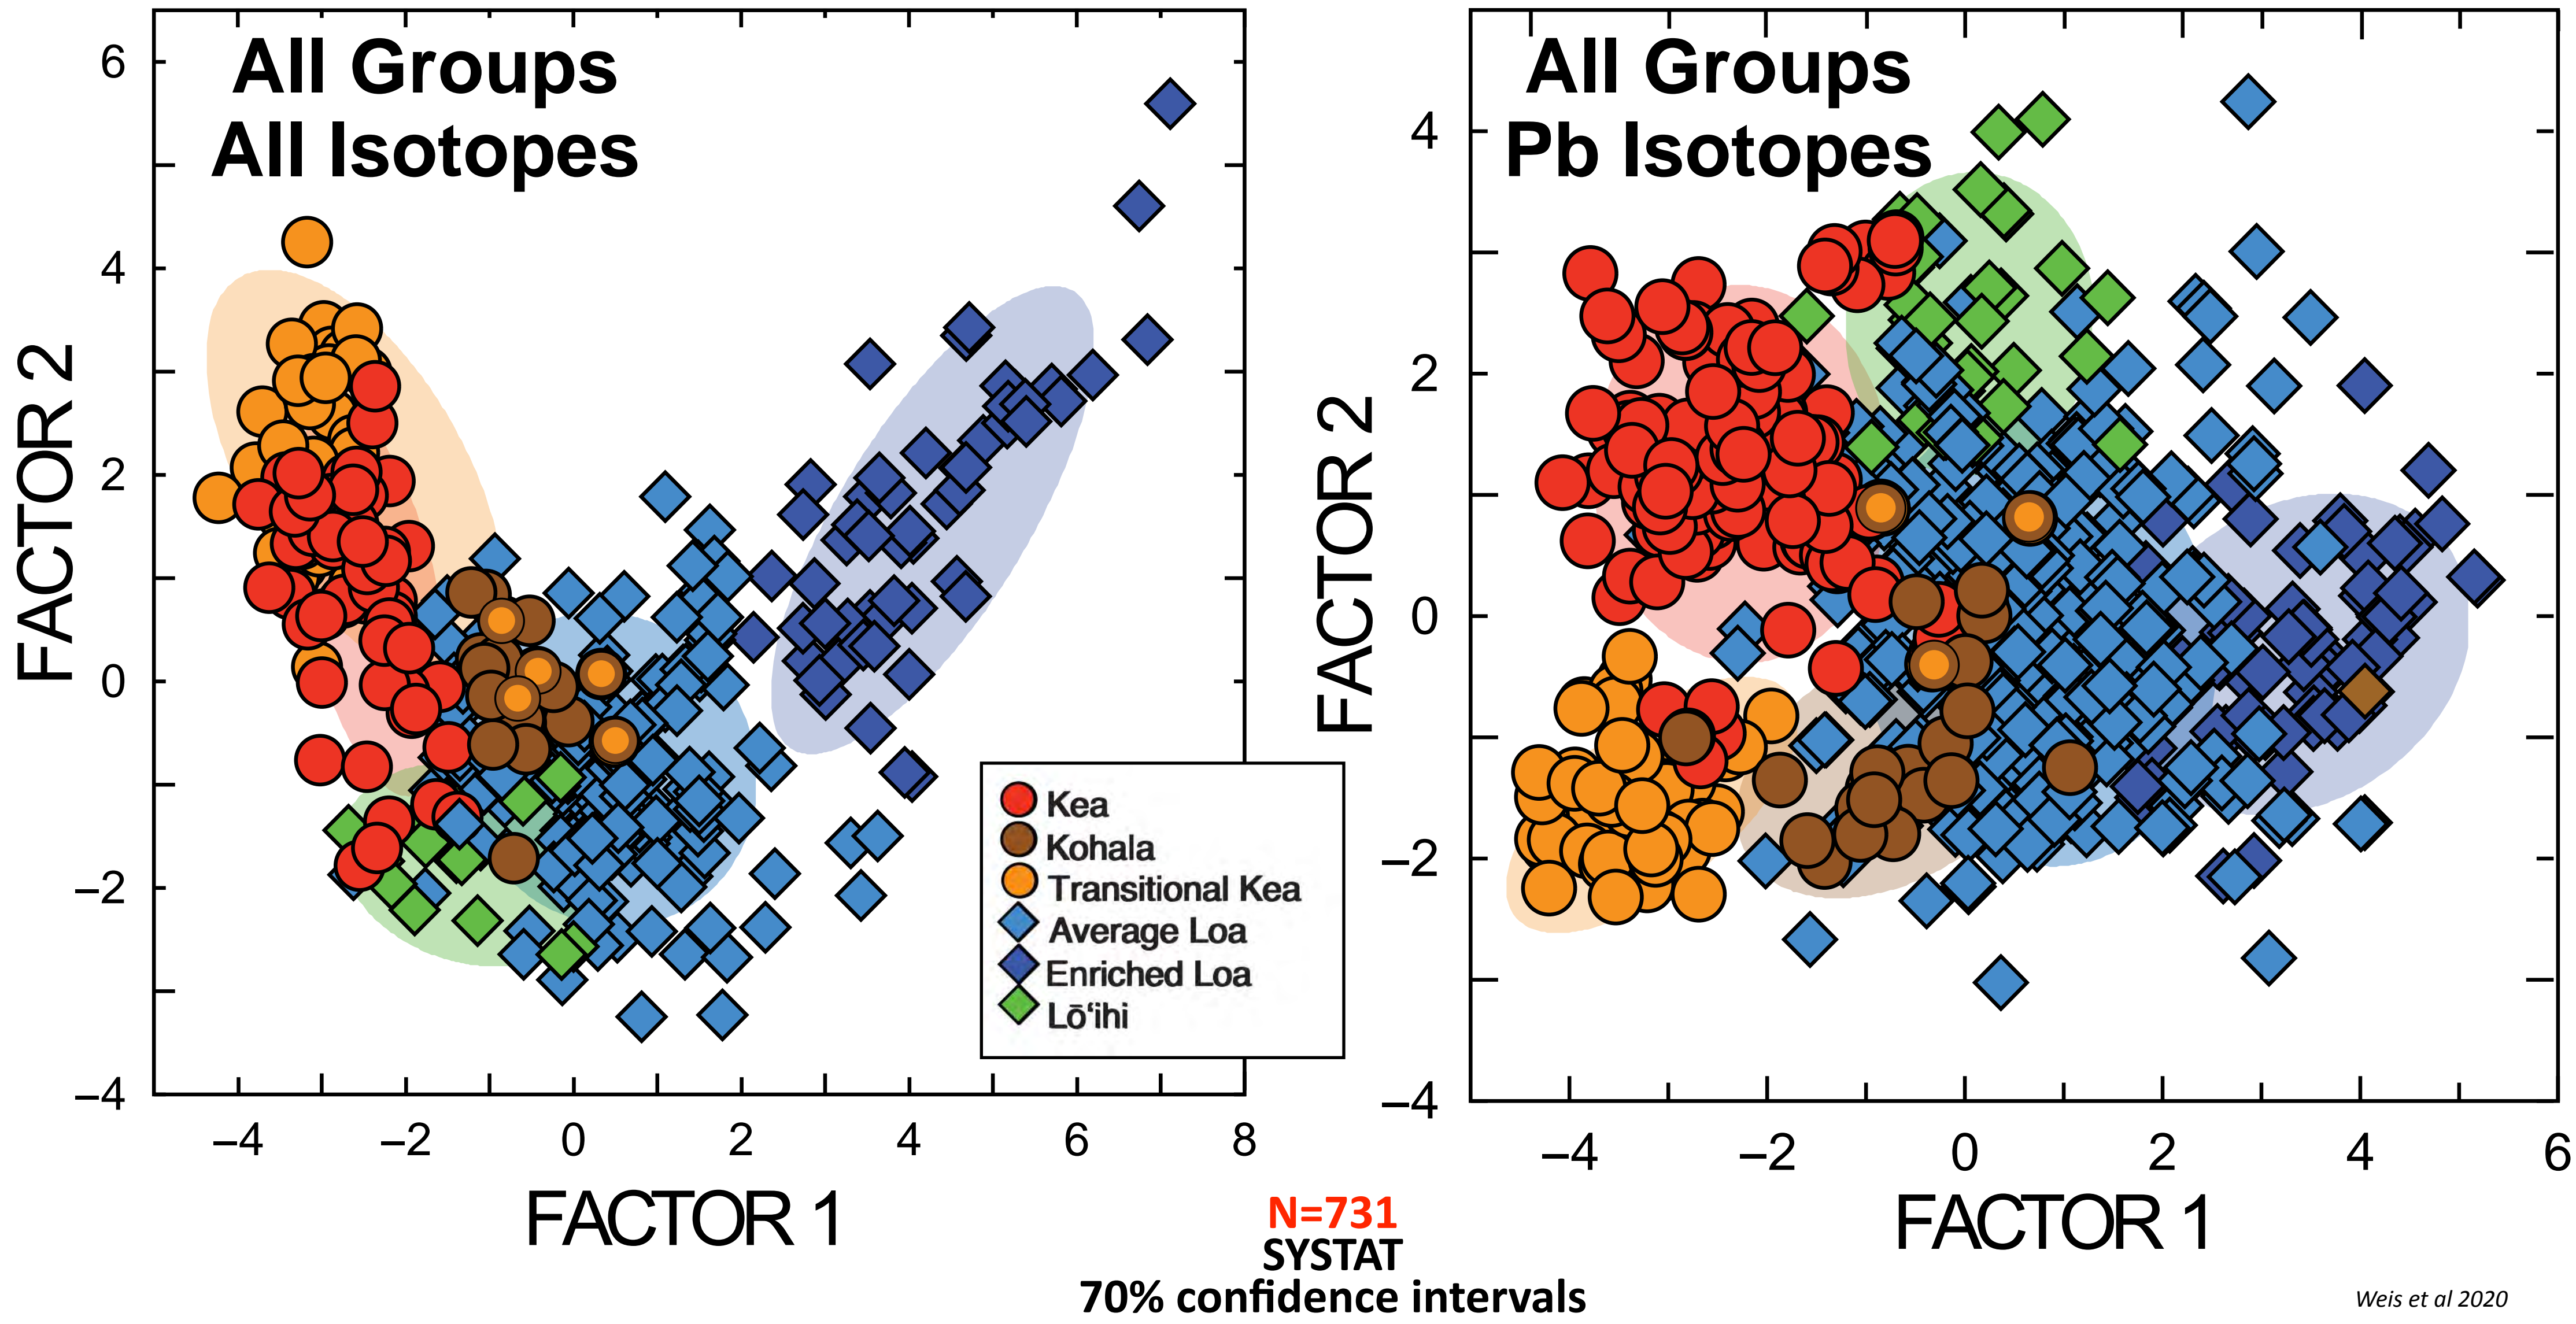 All Groups
All Isotopes
FACTOR 2
6
4
2
0
−2
−4
−4 −2 0 2 4 6 8
FACTOR 1
Kea
Kohala
Transitional Kea
Average Loa
Enriched Loa
Lō‘ihi
All Groups
Pb Isotopes
FACTOR 2
4
2
0
−2
−4
−4 −2 0 2 4 6
FACTOR 1
N=731
SYSTAT
70% confidence intervals
Weis et al 2020